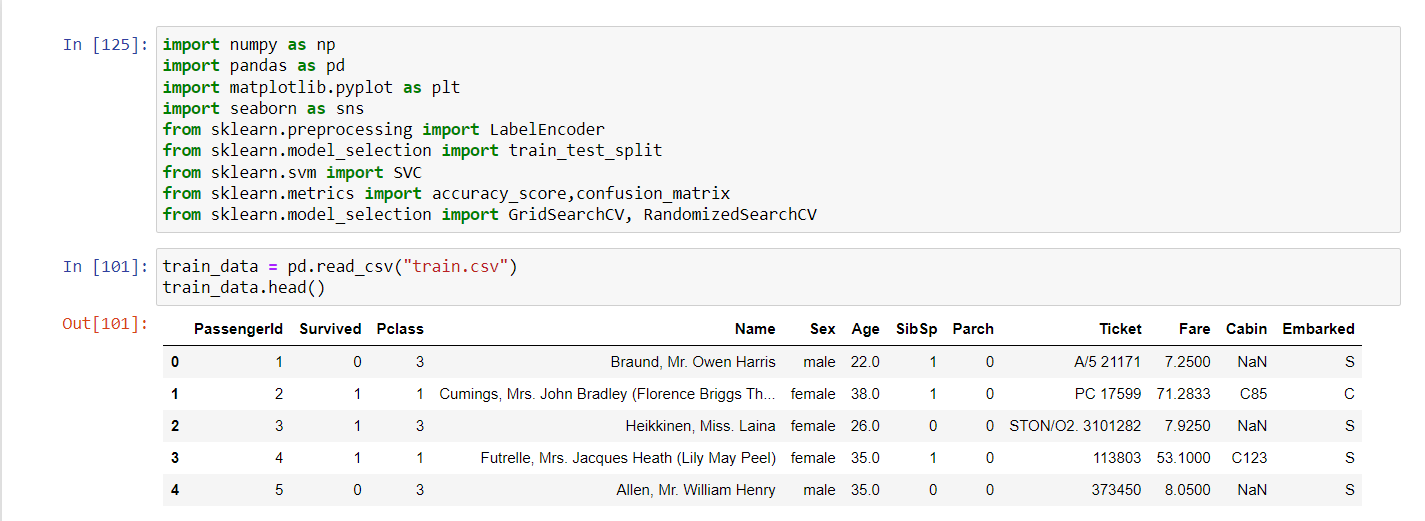 In [125]: import numpy as np
import pandas as pd
import matplotlib.pyplot as plt
import seaborn as sns
from sklearn.preprocessing import LabelEncoder
from sklearn.model_selection import train_test_split
from sklearn.svm import SVC
from sklearn.metrics import accuracy_score,confusion_matrix
from sklearn.model_selection import GridSearchCV, RandomizedSearchCV
In [101]: train_data = pd.read_csv("train.csv")
train_data.head()
Out[101]:
PassengerId Survived Pclass Name Sex Age SibSp Parch Ticket Fare Cabin Embarked
0 1 0 3 Braund, Mr. Owen Harris male 22.0 1 0 A/5 21171 7.2500 NaN S
1 2 1 1 Cumings, Mrs. John Bradley (Florence Briggs Th... female 38.0 1 0 PC 17599 71.2833 C85 C
2 3 1 3 Heikkinen, Miss. Laina female 26.0 0 0 STON/O2. 3101282 7.9250 NaN S
3 4 1 1 Futrelle, Mrs. Jacques Heath (Lily May Peel) female 35.0 1 0 113803 53.1000 C123 S
4 5 0 3 Allen, Mr. William Henry male 35.0 0 0 373450 8.0500 NaN S